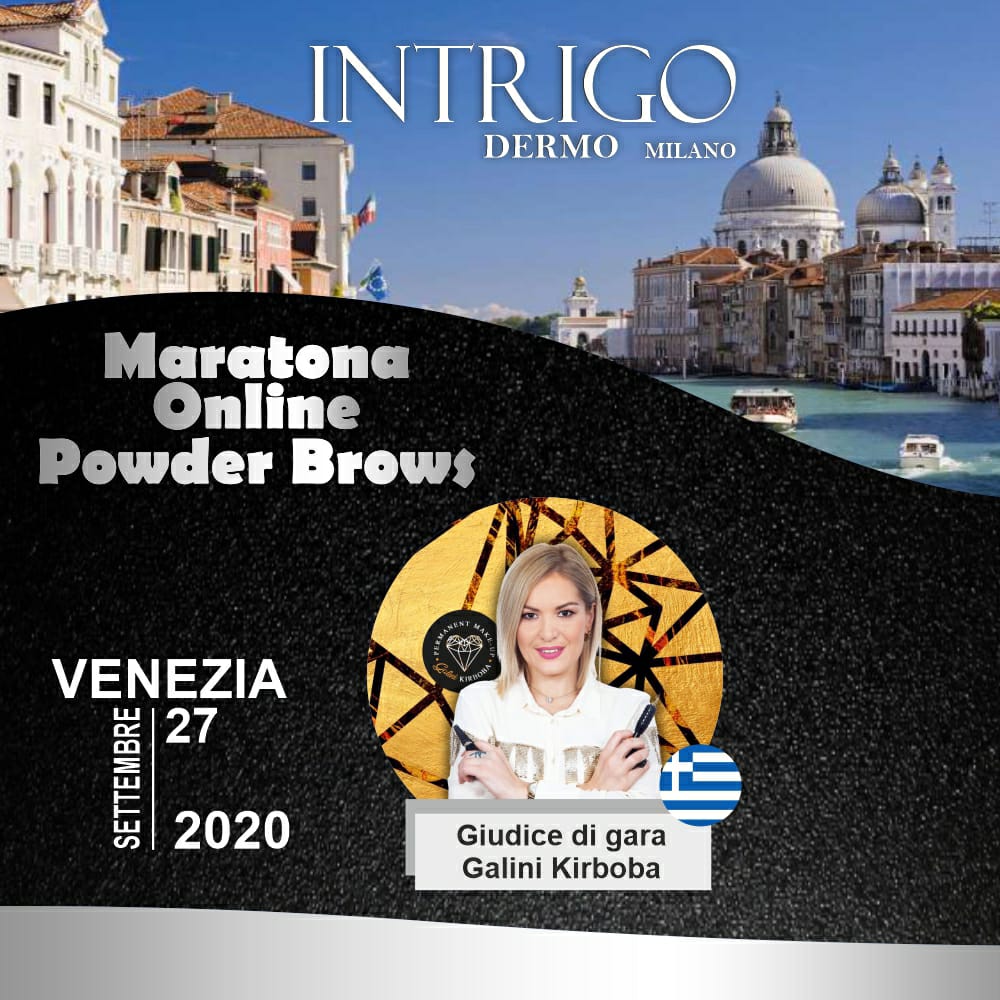 INTRIGO
DERMO MILANO
Maratona
Online
Powder Brows
VENEZIA
SETTEMBRE
27
2020
PERMANENT MAKE-UP
Galini KIRBOBA
Giudice di gara
Galini Kirboba